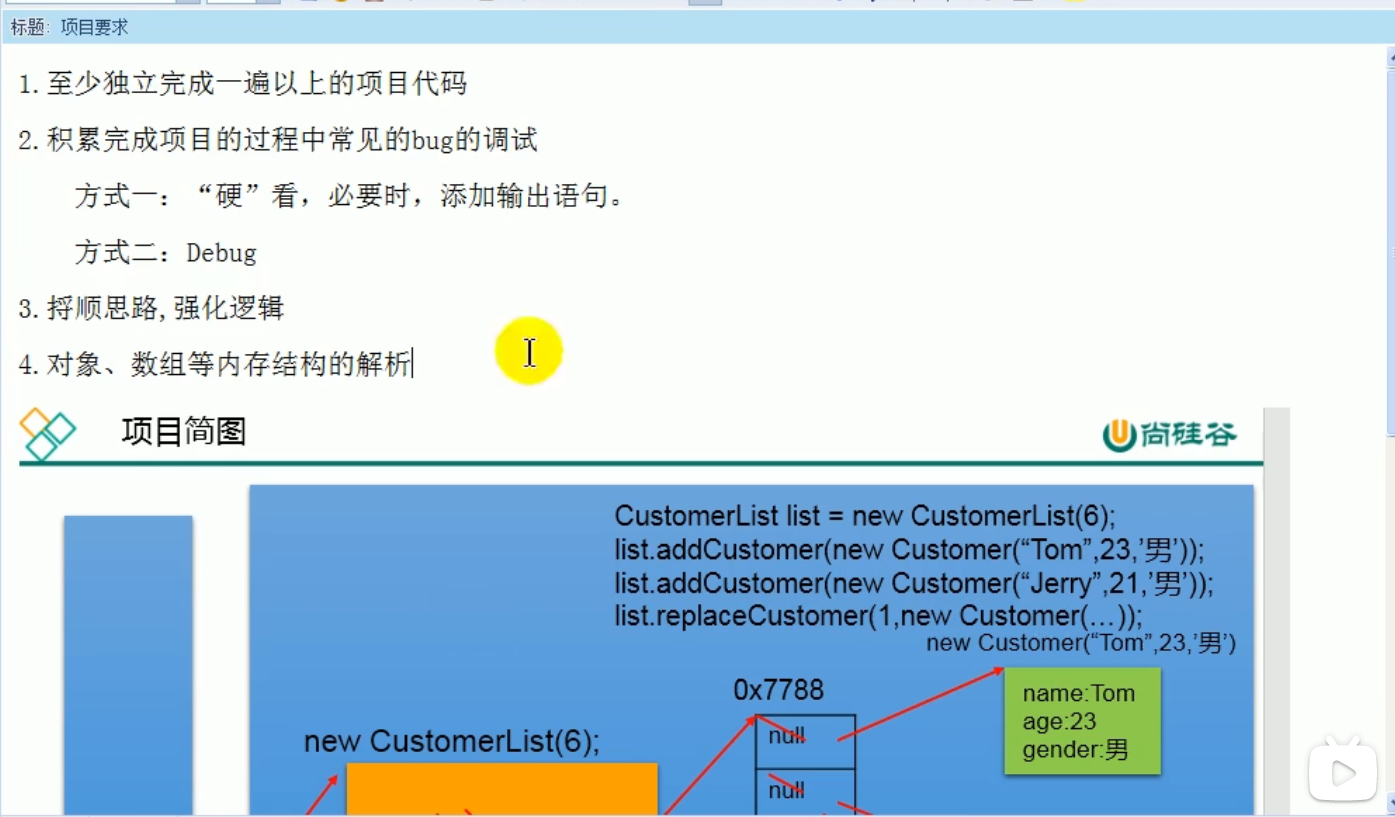 标题: 项目要求
1.至少独立完成一遍以上的项目代码
2.积累完成项目的过程中常见的bug的调试
方式一：“硬”看，必要时，添加输出语句。
方式二：Debug
3.捋顺思路,强化逻辑
4.对象、数组等内存结构的解析
项目简图
尚硅谷
CustomerList list = new CustomerList(6);
list.addCustomer(new Customer(“Tom”,23,’男’));
list.addCustomer(new Customer(“Jerry”,21,’男’));
list.replaceCustomer(1,new Customer(…));
new Customer(“Tom”,23,’男’)
0x7788
name:Tom
age:23
gender:男
null
new CustomerList(6);
null